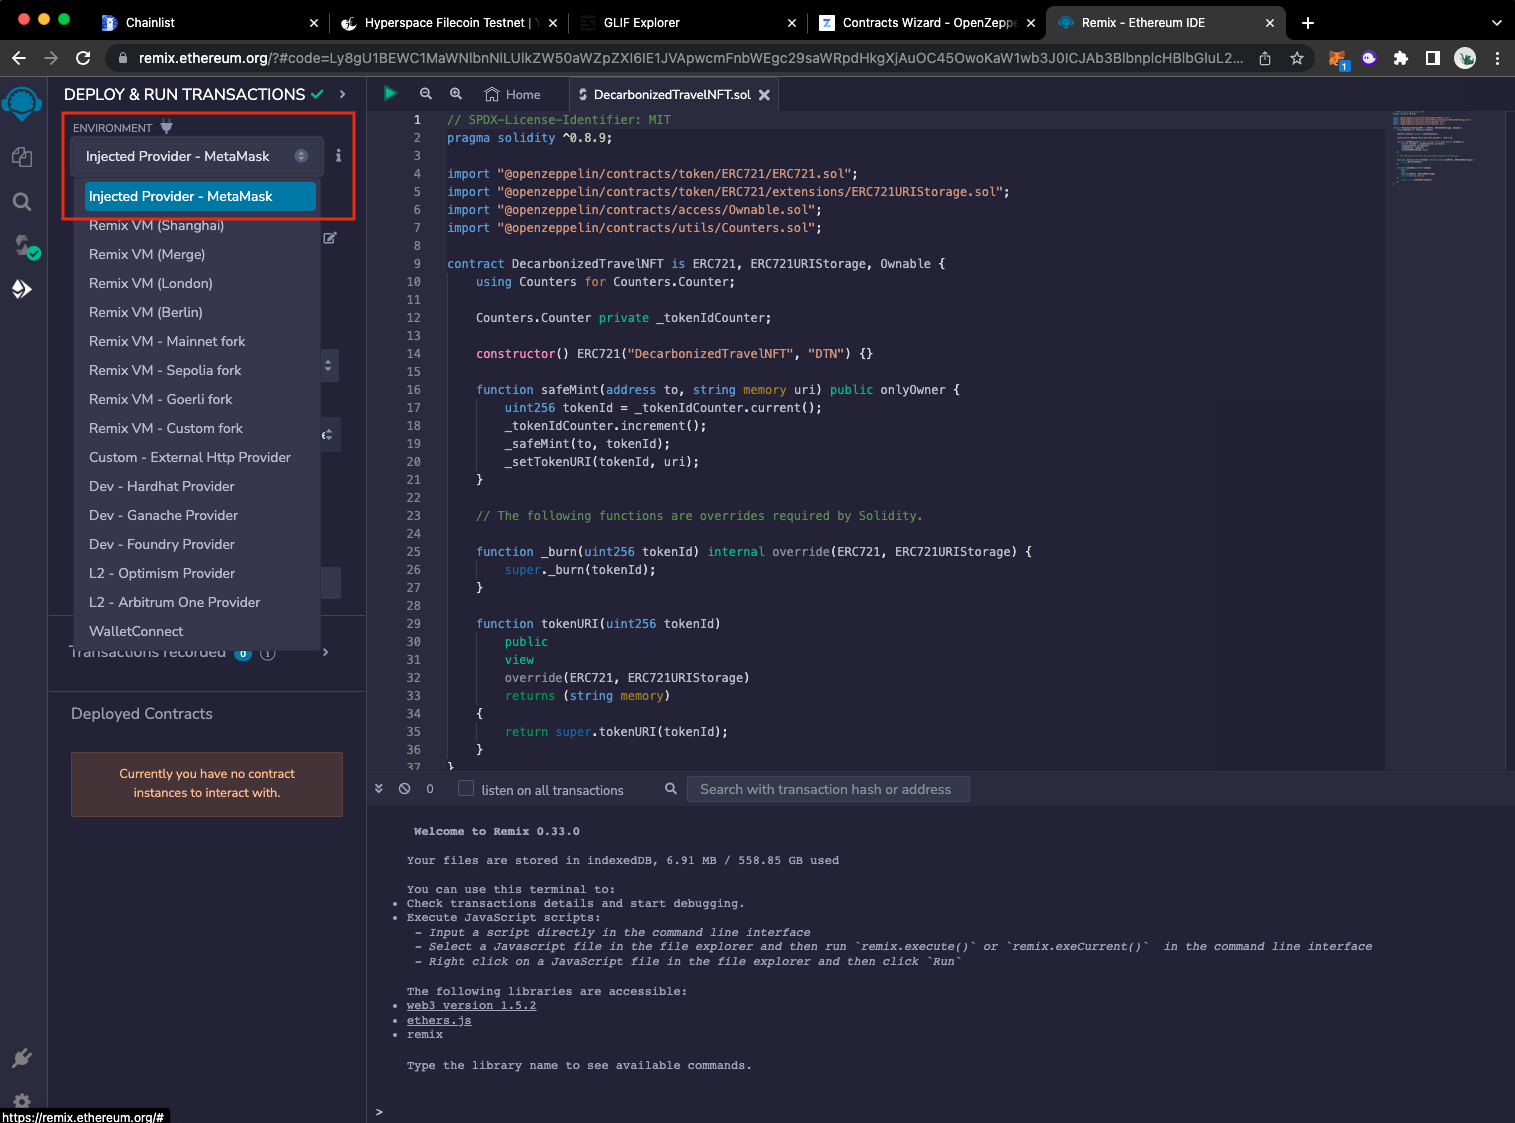 Chainlist
Hyperspace Filecoin Testnet | Y
GLIF Explorer
Contracts Wizard - OpenZeppe
Remix - Ethereum IDE
remix.ethereum.org/?#code=Ly8gU1BEWC1MaWNlbnNlLUlkZW50aWZpZXI6IE1JVApwcmFnbWEgc29saWRpdHkgXjAuOC45OwoKaW1wb3J0ICJAb3BlbnplcHBlbGluL2...
1
DEPLOY & RUN TRANSACTIONS
ENVIRONMENT
Injected Provider - MetaMask
Injected Provider - MetaMask
Remix VM (Shanghai)
Remix VM (Merge)
Remix VM (London)
Remix VM (Berlin)
Remix VM - Mainnet fork
Remix VM - Sepolia fork
Remix VM - Goerli fork
Remix VM - Custom fork
Custom - External Http Provider
Dev - Hardhat Provider
Dev - Ganache Provider
Dev - Foundry Provider
L2 - Optimism Provider
L2 - Arbitrum One Provider
WalletConnect
Transactions recorded 0 i
Deployed Contracts
Currently you have no contract
instances to interact with.
https://remix.ethereum.org/#
Home
DecarbonizedTravelNFT.sol
1 // SPDX-License-Identifier: MIT
2 pragma solidity ^0.8.9;
3
4 import "@openzeppelin/contracts/token/ERC721/ERC721.sol";
5 import "@openzeppelin/contracts/token/ERC721/extensions/ERC721URIStorage.sol";
6 import "@openzeppelin/contracts/access/Ownable.sol";
7 import "@openzeppelin/contracts/utils/Counters.sol";
8
9 contract DecarbonizedTravelNFT is ERC721, ERC721URIStorage, Ownable {
10 using Counters for Counters.Counter;
11
12 Counters.Counter private _tokenIdCounter;
13
14 constructor() ERC721("DecarbonizedTravelNFT", "DTN") {}
15
16 function safeMint(address to, string memory uri) public onlyOwner {
17 uint256 tokenId = _tokenIdCounter.current();
18 _tokenIdCounter.increment();
19 _safeMint(to, tokenId);
20 _setTokenURI(tokenId, uri);
21 }
22
23 // The following functions are overrides required by Solidity.
24
25 function _burn(uint256 tokenId) internal override(ERC721, ERC721URIStorage) {
26 super._burn(tokenId);
27 }
28
29 function tokenURI(uint256 tokenId)
30 public
31 view
32 override(ERC721, ERC721URIStorage)
33 returns (string memory)
34 {
35 return super.tokenURI(tokenId);
36 }
37 }
0
listen on all transactions
Search with transaction hash or address
Welcome to Remix 0.33.0
Your files are stored in indexedDB, 6.91 MB / 558.85 GB used
You can use this terminal to:
• Check transactions details and start debugging.
• Execute JavaScript scripts:
- Input a script directly in the command line interface
- Select a Javascript file in the file explorer and then run `remix.execute()` or `remix.exeCurrent()` in the command line interface
- Right click on a JavaScript file in the file explorer and then click `Run`
The following libraries are accessible:
• web3 version 1.5.2
• ethers.js
• remix
Type the library name to see available commands.
>